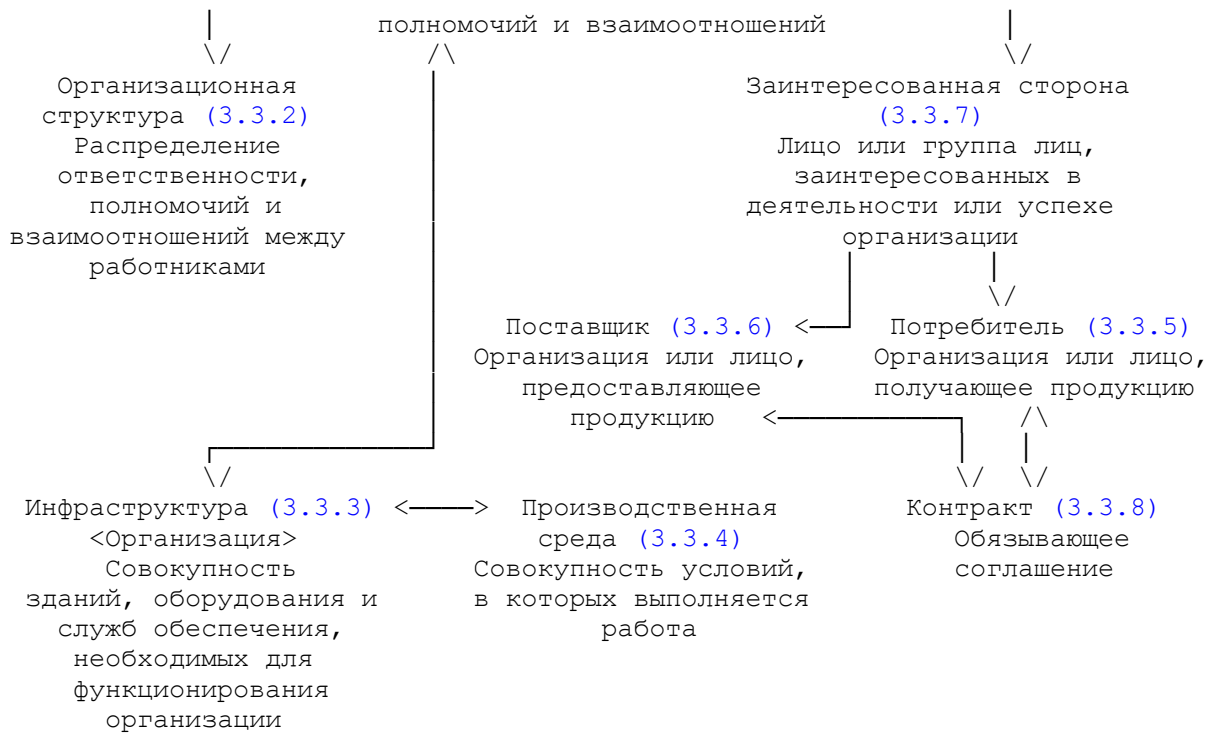 полномочий и взаимоотношений
Организационная
структура (3.3.2)
Распределение
ответственности,
полномочий и
взаимоотношений между
работниками
Заинтересованная сторона
(3.3.7)
Лицо или группа лиц,
заинтересованных в
деятельности или успехе
организации
Поставщик (3.3.6)
Организация или лицо,
предоставляющее
продукцию
Потребитель (3.3.5)
Организация или лицо,
получающее продукцию
Инфраструктура (3.3.3)
<Организация>
Совокупность
зданий, оборудования и
служб обеспечения,
необходимых для
функционирования
организации
Производственная
среда (3.3.4)
Совокупность условий,
в которых выполняется
работа
Контракт (3.3.8)
Обязывающее
соглашение